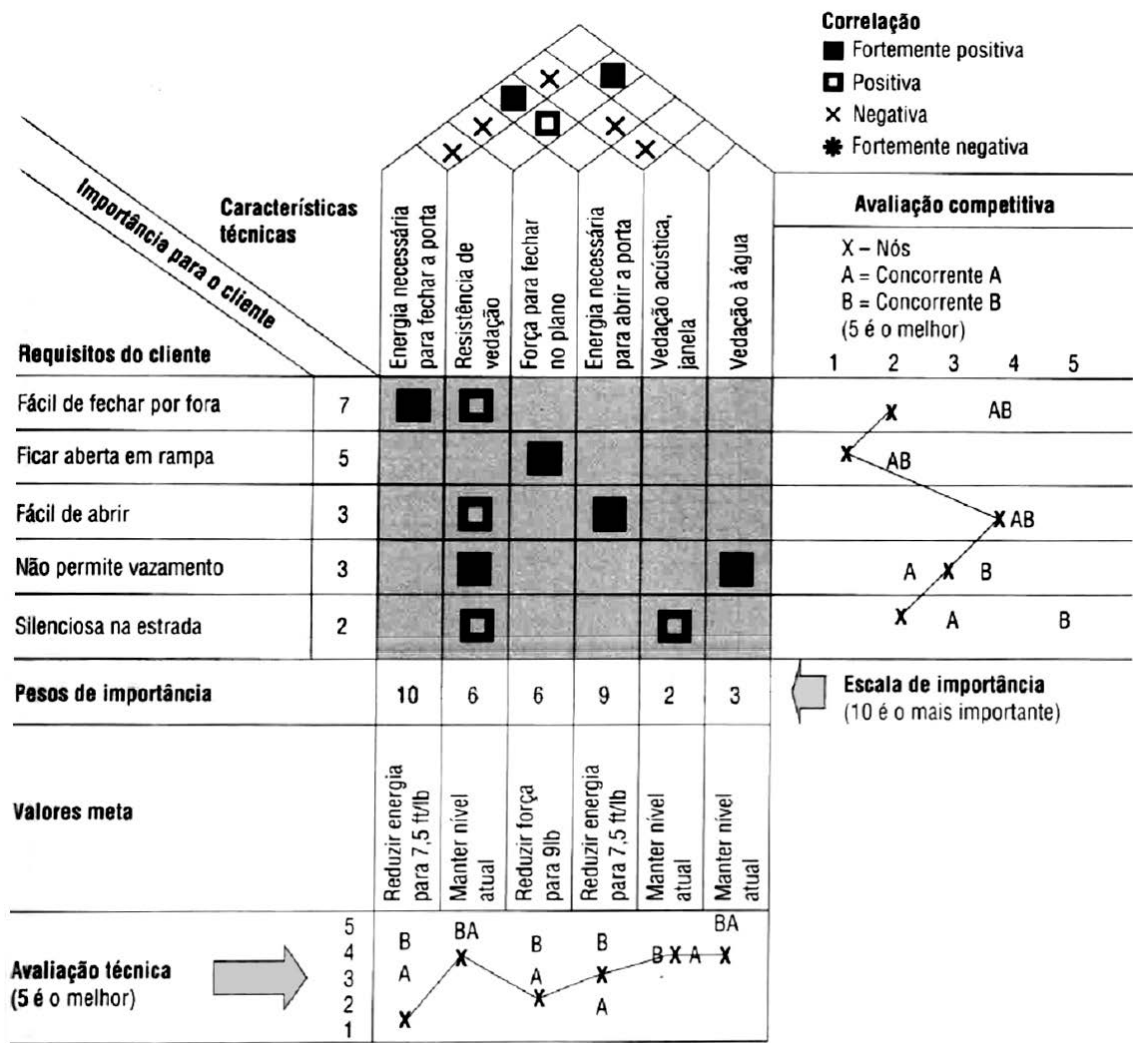 Correlação
Fortemente positiva
Positiva
Negativa
Fortemente negativa
Importância para o cliente
Características
técnicas
Requisitos do cliente
Energia necessária
para fechar a porta
Resistência de
vedação
Força para fechar
no plano
Energia necessária
para abrir a porta
Vedação acústica,
janela
Vedação à água
Avaliação competitiva
X – Nós
A = Concorrente A
B = Concorrente B
(5 é o melhor)
1 2 3 4 5
Fácil de fechar por fora 7 X AB
Ficar aberta em rampa 5 X AB
Fácil de abrir 3 X AB
Não permite vazamento 3 A X B
Silenciosa na estrada 2 X A B
Pesos de importância 10 6 6 9 2 3
Escala de importância
(10 é o mais importante)
Valores meta
Reduzir energia
para 7,5 ft/lb
Manter nível
atual
Reduzir força
para 9lb
Reduzir energia
para 7,5 ft/lb
Manter nível
atual
Manter nível
atual
Avaliação técnica
(5 é o melhor)
5
4
3
2
1
B A X
BA X
B A X
B X A
B X A
BA X